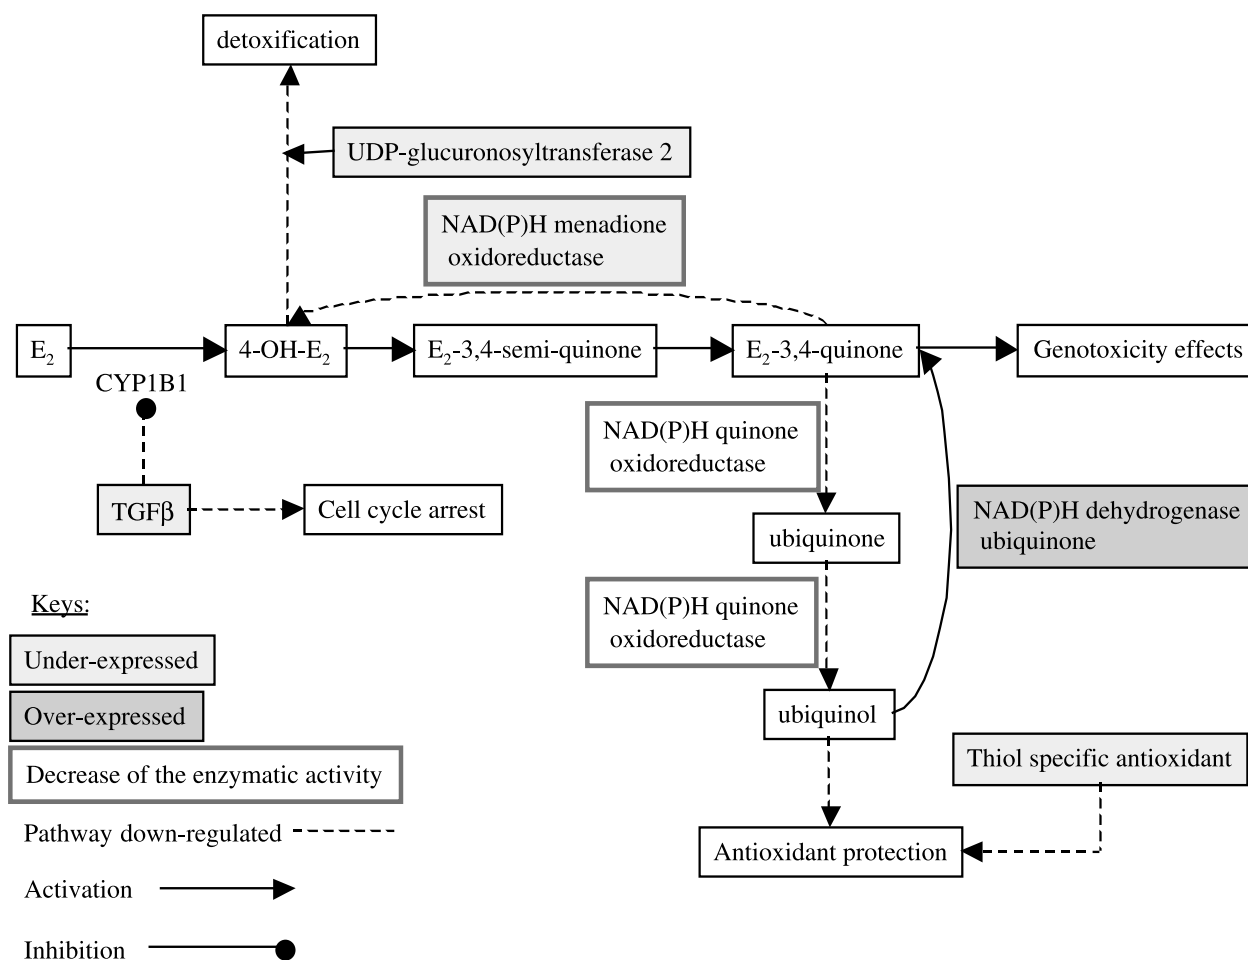 detoxification
UDP-glucuronosyltransferase 2
NAD(P)H menadione
oxidoreductase
E2
4-OH-E2
E2-3,4-semi-quinone
E2-3,4-quinone
Genotoxicity effects
CYP1B1
NAD(P)H quinone
oxidoreductase
TGFβ
Cell cycle arrest
NAD(P)H dehydrogenase
ubiquinone
ubiquinone
Keys:
NAD(P)H quinone
oxidoreductase
Under-expressed
Over-expressed
ubiquinol
Thiol specific antioxidant
Decrease of the enzymatic activity
Pathway down-regulated
Antioxidant protection
Activation
Inhibition